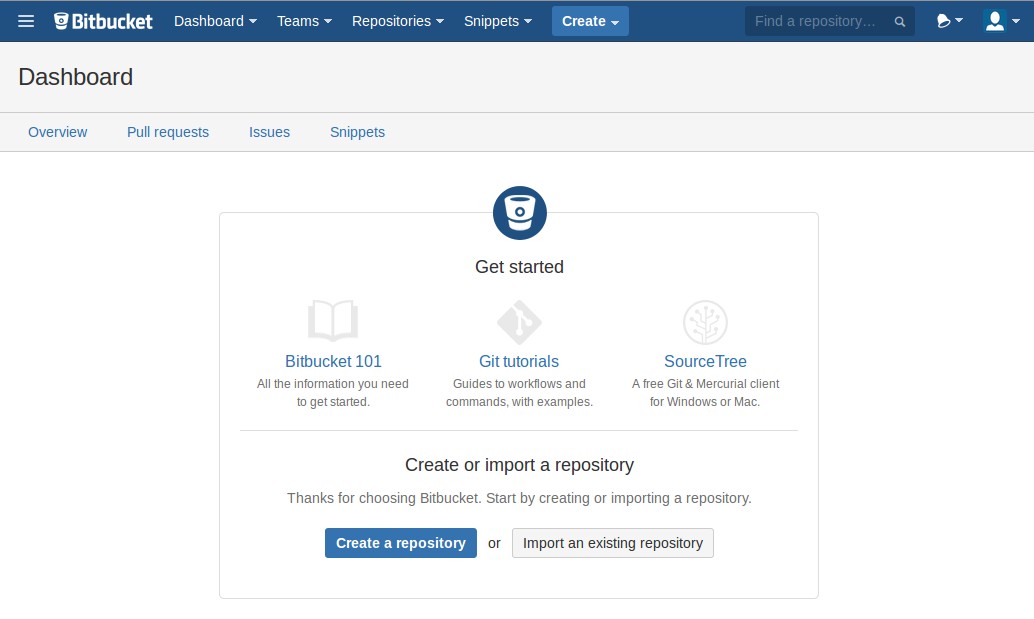 Bitbucket Dashboard Teams Repositories Snippets Create Find a repository...
Dashboard
Overview Pull requests Issues Snippets
Get started
Bitbucket 101 Git tutorials SourceTree
All the information you need Guides to workflows and A free Git & Mercurial client
to get started. commands, with examples. for Windows or Mac.
Create or import a repository
Thanks for choosing Bitbucket. Start by creating or importing a repository.
Create a repository or Import an existing repository